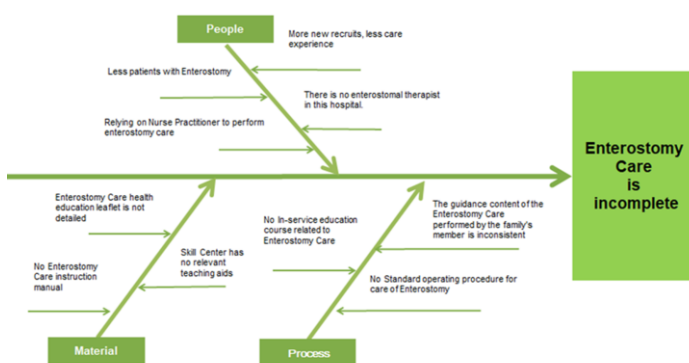 People
More new recruits, less care
experience
Less patients with Enterostomy
There is no enterostomal therapist
in this hospital.
Relying on Nurse Practitioner to perform
enterostomy care
Enterostomy
Care
is
incomplete
Enterostomy Care health
education leaflet is not
detailed
Skill Center has
no relevant
teaching aids
No Enterostomy
Care instruction
manual
Material
No In-service education
course related to
Enterostomy Care
The guidance content of the
Enterostomy Care
performed by the family's
member is inconsistent
No Standard operating procedure for
care of Enterostomy
Process